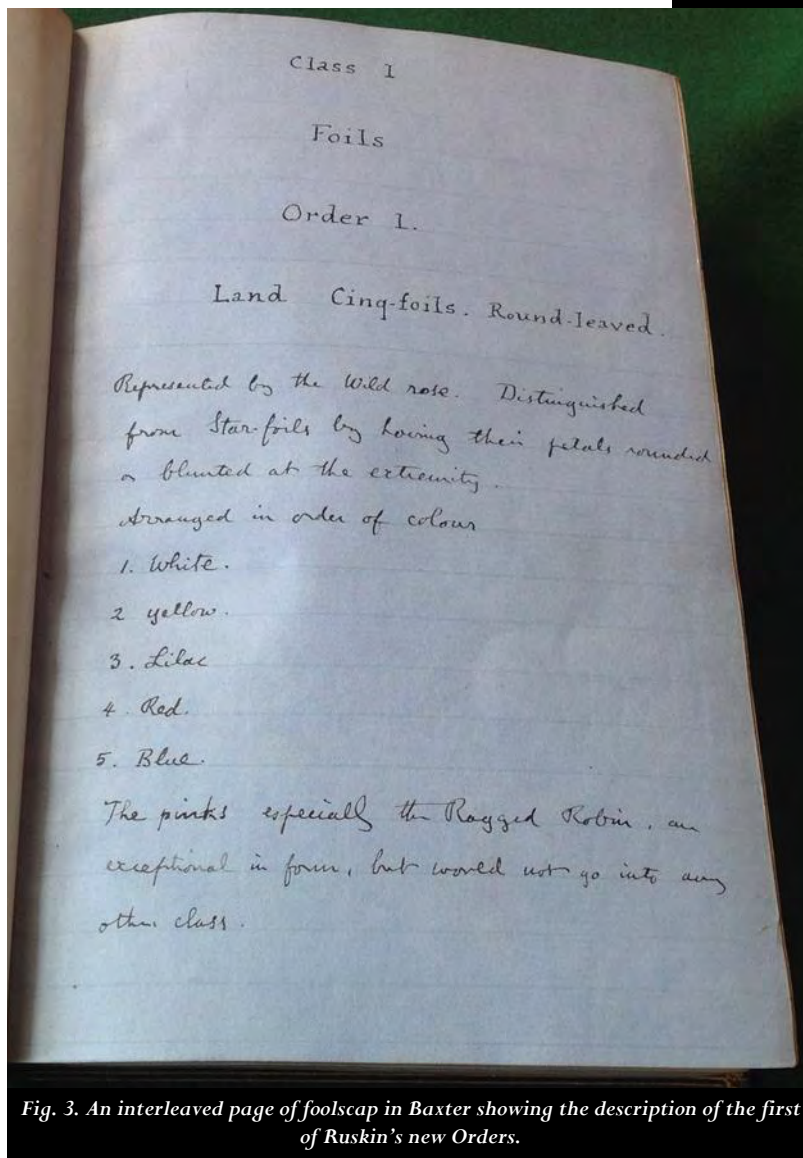 Class 1
Foils
Order 1.
Land Cinq-foils. Round-leaved.
Represented by the Wild rose. Distinguished
from Star-foils by having their petals rounded
or blunted at the extremity.
Arranged in order of colour
1. White.
2 yellow.
3. Lilac
4. Red.
5. Blue.
The pinks especially the Ragged Robin, are
exceptional in form, but would not go into any
other class.
Fig. 3. An interleaved page of foolscap in Baxter showing the description of the first
of Ruskin's new Orders.